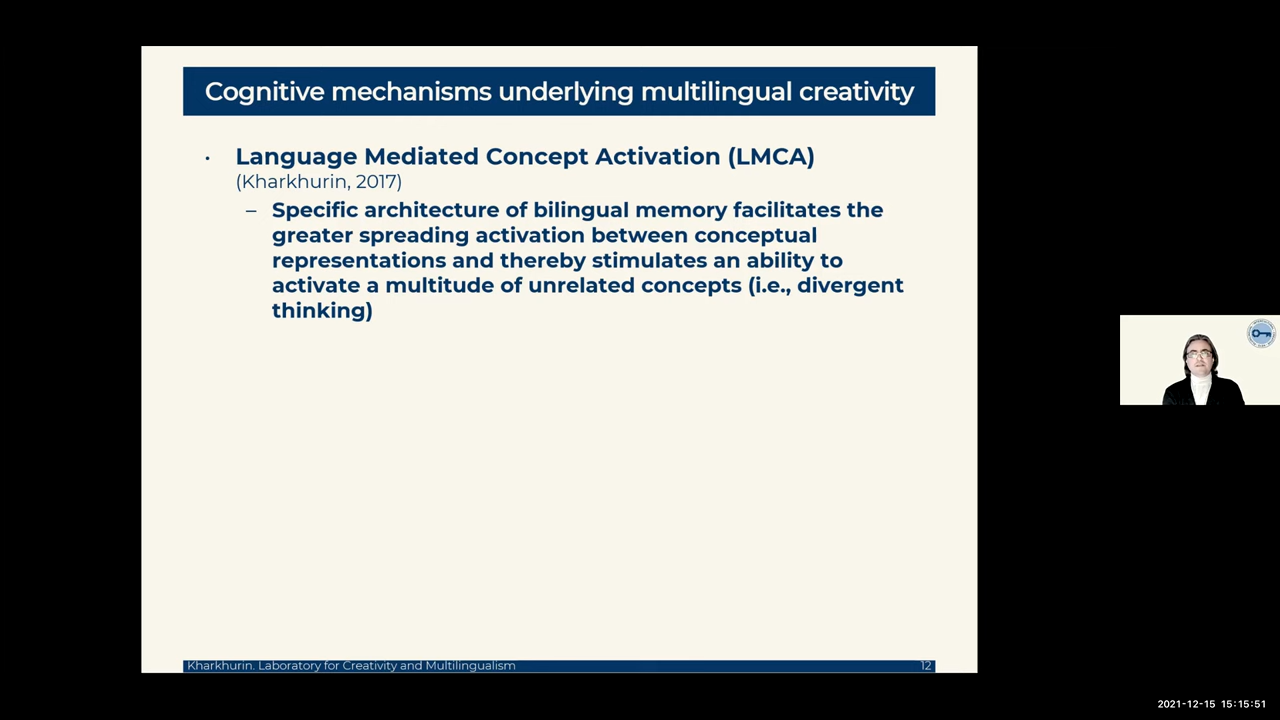 Cognitive mechanisms underlying multilingual creativity
• Language Mediated Concept Activation (LMCA)
(Kharkhurin, 2017)
– Specific architecture of bilingual memory facilitates the
greater spreading activation between conceptual
representations and thereby stimulates an ability to
activate a multitude of unrelated concepts (i.e., divergent
thinking)
Kharkhurin. Laboratory for Creativity and Multilingualism 12
2021-12-15 15:15:51